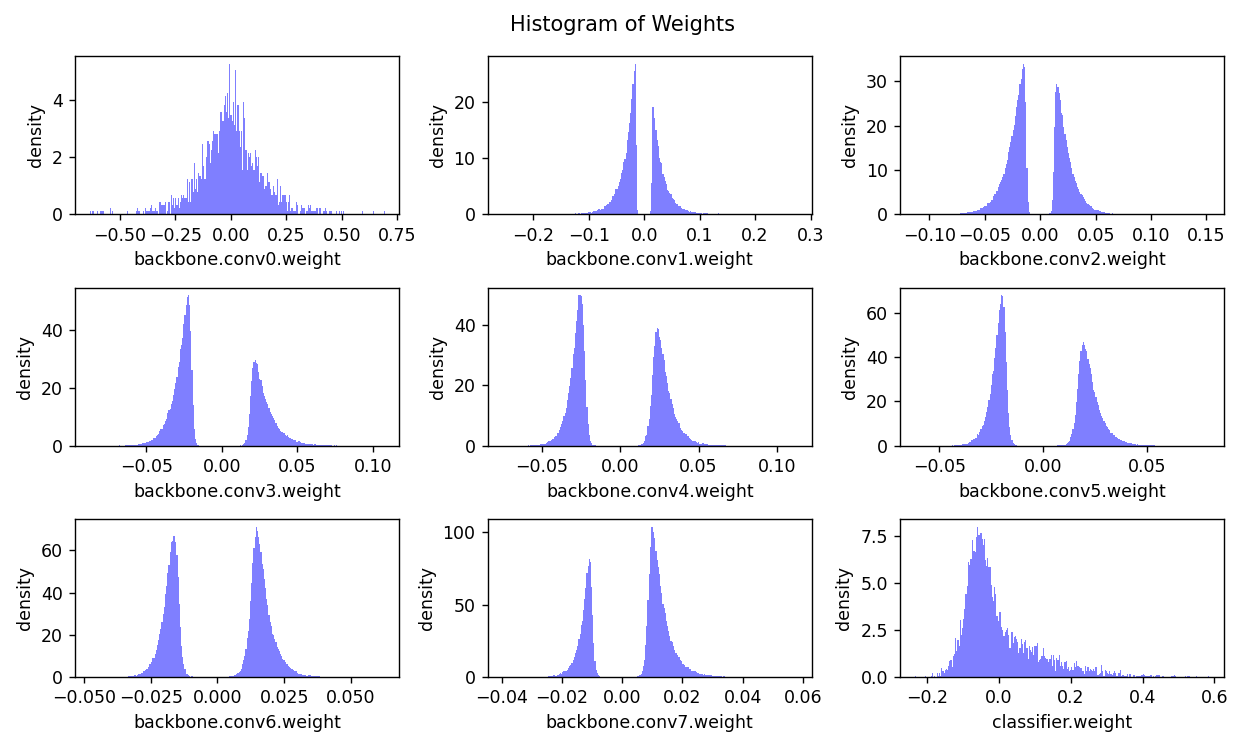 Histogram of Weights
density
4
2
0
−0.50 −0.25 0.00 0.25 0.50 0.75
backbone.conv0.weight
density
20
10
0
−0.2 −0.1 0.0 0.1 0.2 0.3
backbone.conv1.weight
density
30
20
10
0
−0.10 −0.05 0.00 0.05 0.10 0.15
backbone.conv2.weight
density
40
20
0
−0.05 0.00 0.05 0.10
backbone.conv3.weight
density
40
20
0
−0.05 0.00 0.05 0.10
backbone.conv4.weight
density
60
40
20
0
−0.05 0.00 0.05
backbone.conv5.weight
density
60
40
20
0
−0.050 −0.025 0.000 0.025 0.050
backbone.conv6.weight
density
100
50
0
−0.04 −0.02 0.00 0.02 0.04 0.06
backbone.conv7.weight
density
7.5
5.0
2.5
0.0
−0.2 0.0 0.2 0.4 0.6
classifier.weight